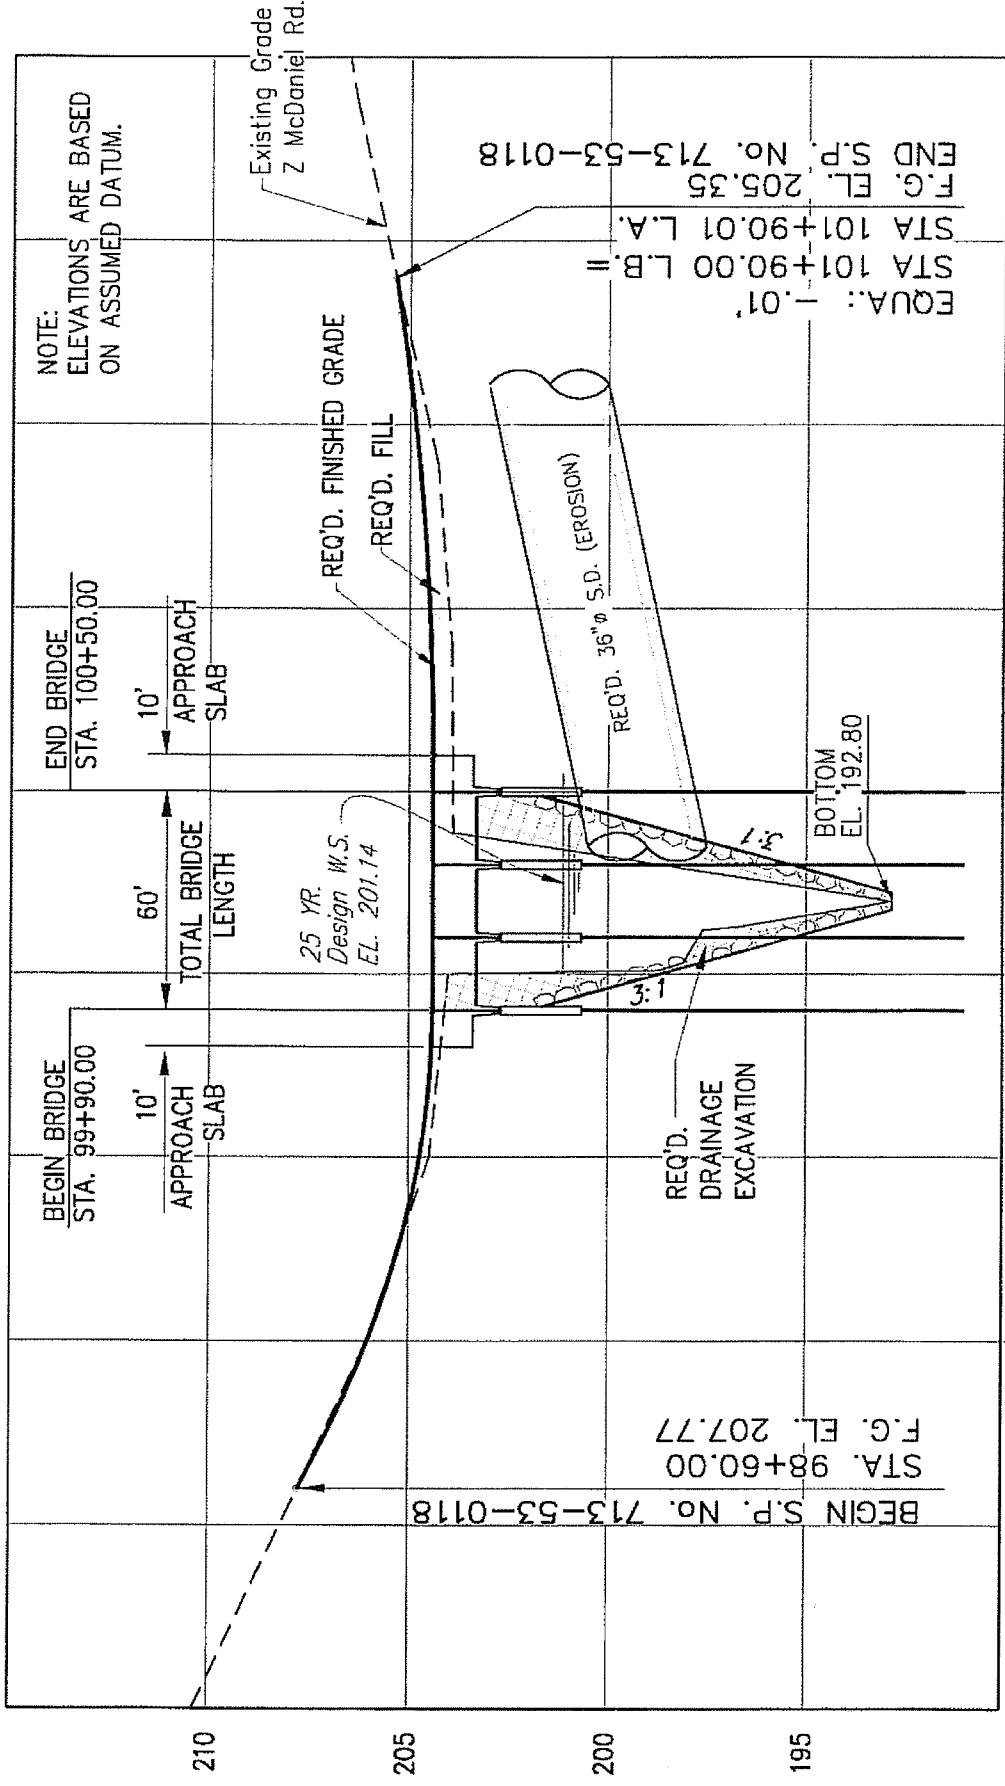 NOTE:
ELEVATIONS ARE BASED
ON ASSUMED DATUM.
Existing Grade
Z McDaniel Rd.
BEGIN BRIDGE
STA. 99+90.00
END BRIDGE
STA. 100+50.00
10'
APPROACH
SLAB
60'
TOTAL BRIDGE
LENGTH
10'
APPROACH
SLAB
25 YR.
Design W.S.
EL. 201.14
REQ'D. FINISHED GRADE
REQ'D. FILL
REQ'D. 36"ø S.D. (EROSION)
3:1
3:1
BOTTOM
EL. 192.80
REQ'D.
DRAINAGE
EXCAVATION
BEGIN S.P. No. 713-53-0118
STA. 98+60.00
F.G. EL. 207.77
EQUA.: -.01'
STA 101+90.00 L.B.=
STA 101+90.01 L.A.
F.G. EL. 205.35
END S.P. No. 713-53-0118
210
205
200
195